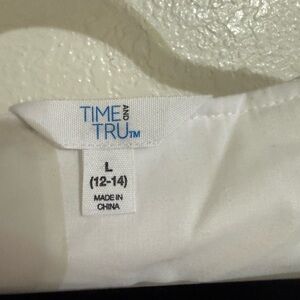 TIME AND
TRU™
L
(12-14)
MADE IN
CHINA